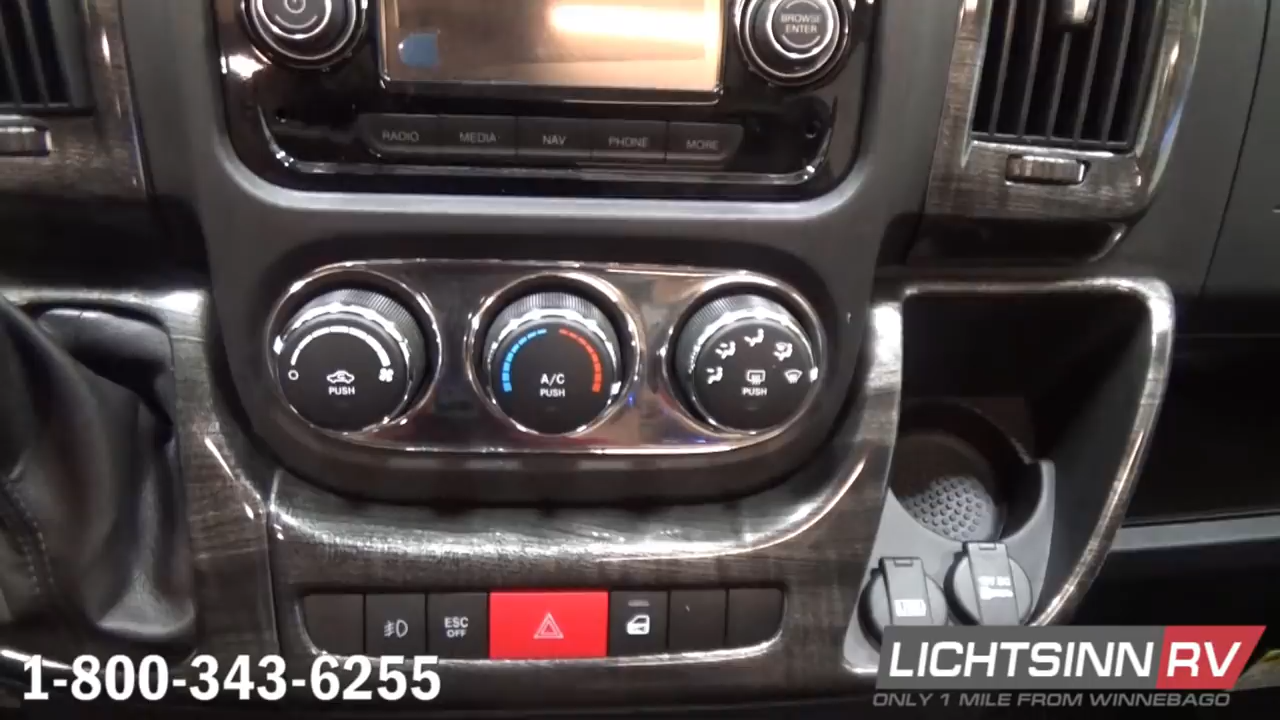 BROWSE
ENTER
RADIO MEDIA NAV PHONE MORE
A/C
PUSH PUSH PUSH
ESC
OFF
1-800-343-6255
LICHTSINN RV
ONLY 1 MILE FROM WINNEBAGO